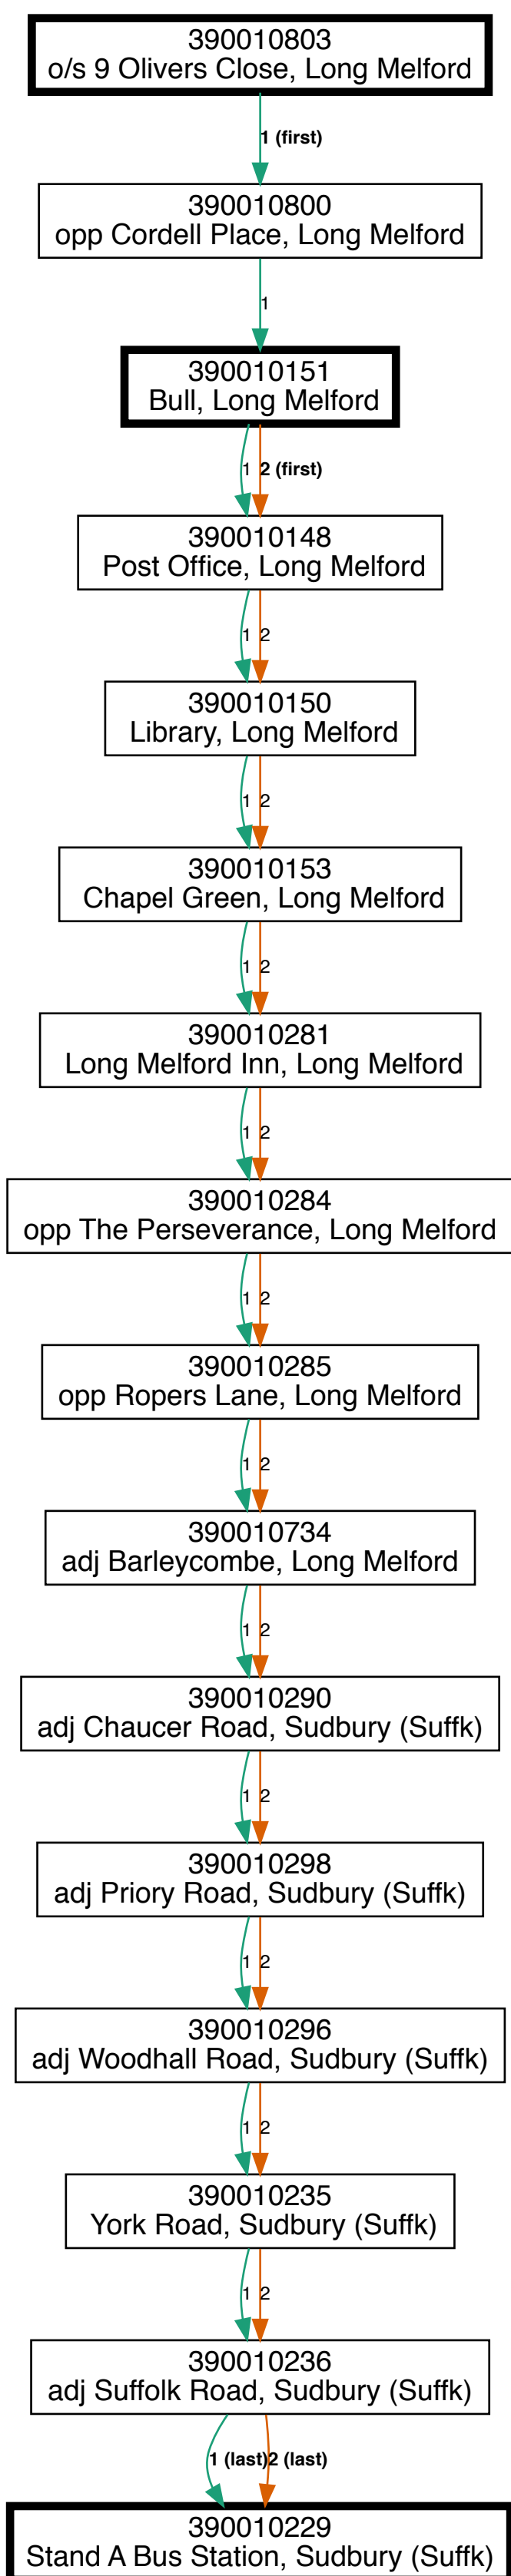 390010803
o/s 9 Olivers Close, Long Melford
1 (first)
390010800
opp Cordell Place, Long Melford
1
390010151
Bull, Long Melford
1 2 (first)
390010148
Post Office, Long Melford
1 2
390010150
Library, Long Melford
1 2
390010153
Chapel Green, Long Melford
1 2
390010281
Long Melford Inn, Long Melford
1 2
390010284
opp The Perseverance, Long Melford
1 2
390010285
opp Ropers Lane, Long Melford
1 2
390010734
adj Barleycombe, Long Melford
1 2
390010290
adj Chaucer Road, Sudbury (Suffk)
1 2
390010298
adj Priory Road, Sudbury (Suffk)
1 2
390010296
adj Woodhall Road, Sudbury (Suffk)
1 2
390010235
York Road, Sudbury (Suffk)
1 2
390010236
adj Suffolk Road, Sudbury (Suffk)
1 (last) 2 (last)
390010229
Stand A Bus Station, Sudbury (Suffk)